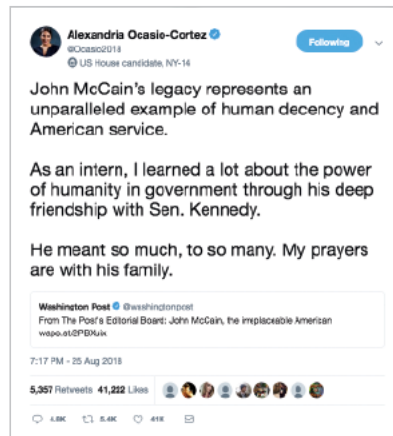 Alexandria Ocasio-Cortez
@Ocasio2018
US House candidate, NY-14
Following
John McCain's legacy represents an
unparalleled example of human decency and
American service.
As an intern, I learned a lot about the power
of humanity in government through his deep
friendship with Sen. Kennedy.
He meant so much, to so many. My prayers
are with his family.
Washington Post @washingtonpost
From The Post's Editorial Board: John McCain, the irreplaceable American
7:17 PM - 25 Aug 2018
5,357 Retweets 41,222 Likes
4.8K 5.4K 41K